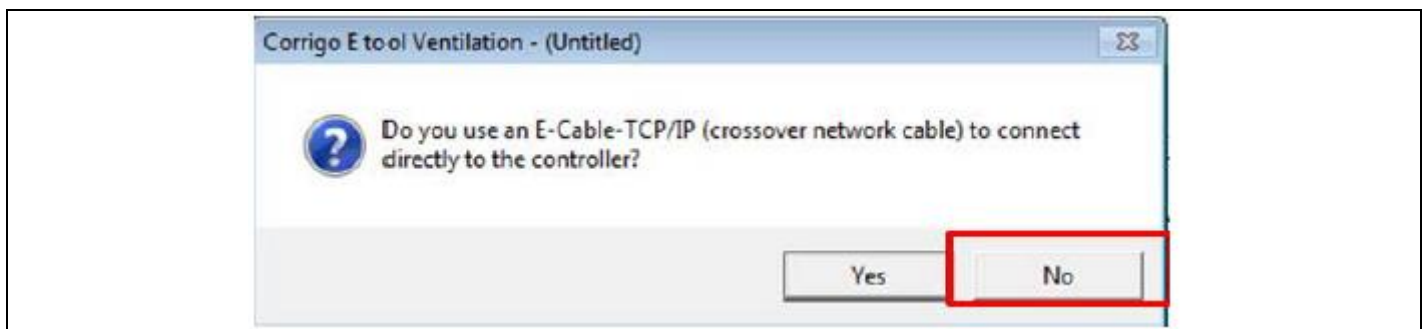 Corrigo E tool Ventilation - (Untitled)
Do you use an E-Cable-TCP/IP (crossover network cable) to connect
directly to the controller?
Yes No